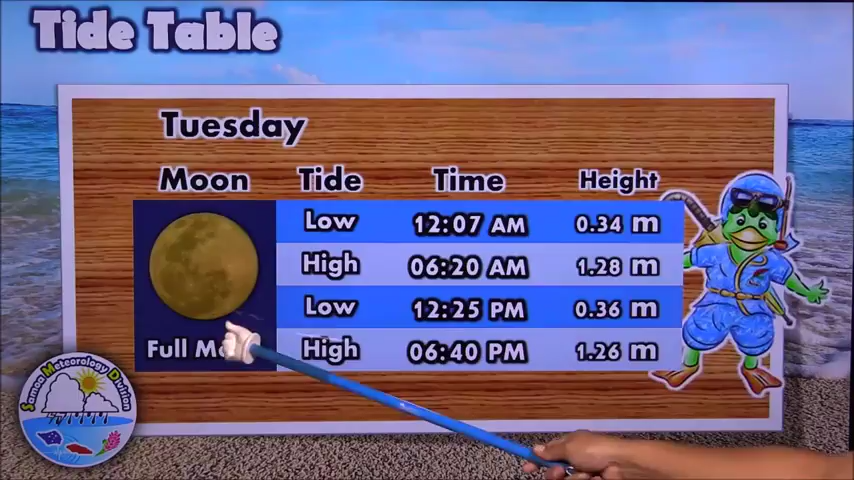 Tide Table
Tuesday
Moon Tide Time Height
Low 12:07 AM 0.34 m
High 06:20 AM 1.28 m
Low 12:25 PM 0.36 m
Full High 06:40 PM 1.26 m
Samoa Meteorology Division